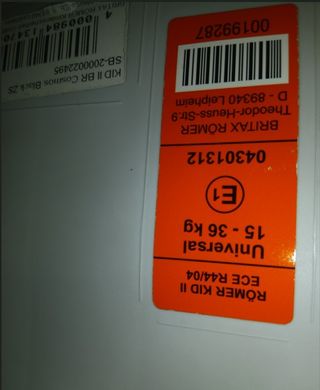 RÖMER KID II
ECE R44/04
Universal
15 - 36 kg
E1
04301312
BRITAX RÖMER
Theodor-Heuss-Str.9
D - 89340 Leipheim
00199287
KID II BR Cosmos Black ZS
SB-2000022495